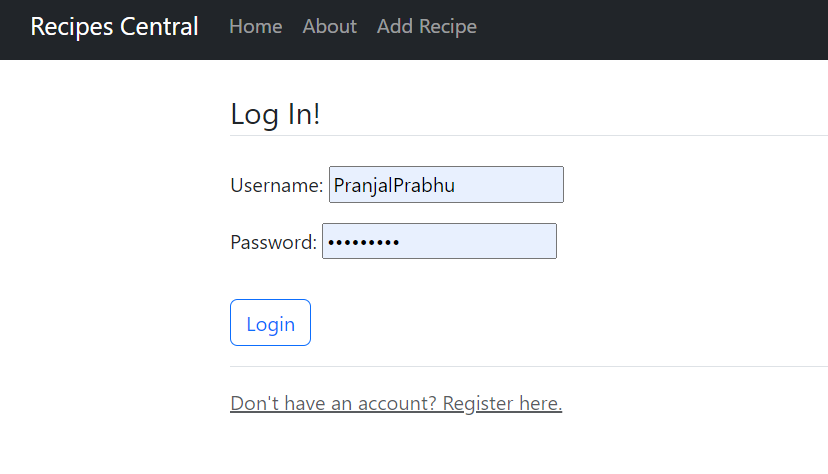 Recipes Central Home About Add Recipe
Log In!
Username: PranjalPrabhu
Password: •••••••••
Login
Don't have an account? Register here.